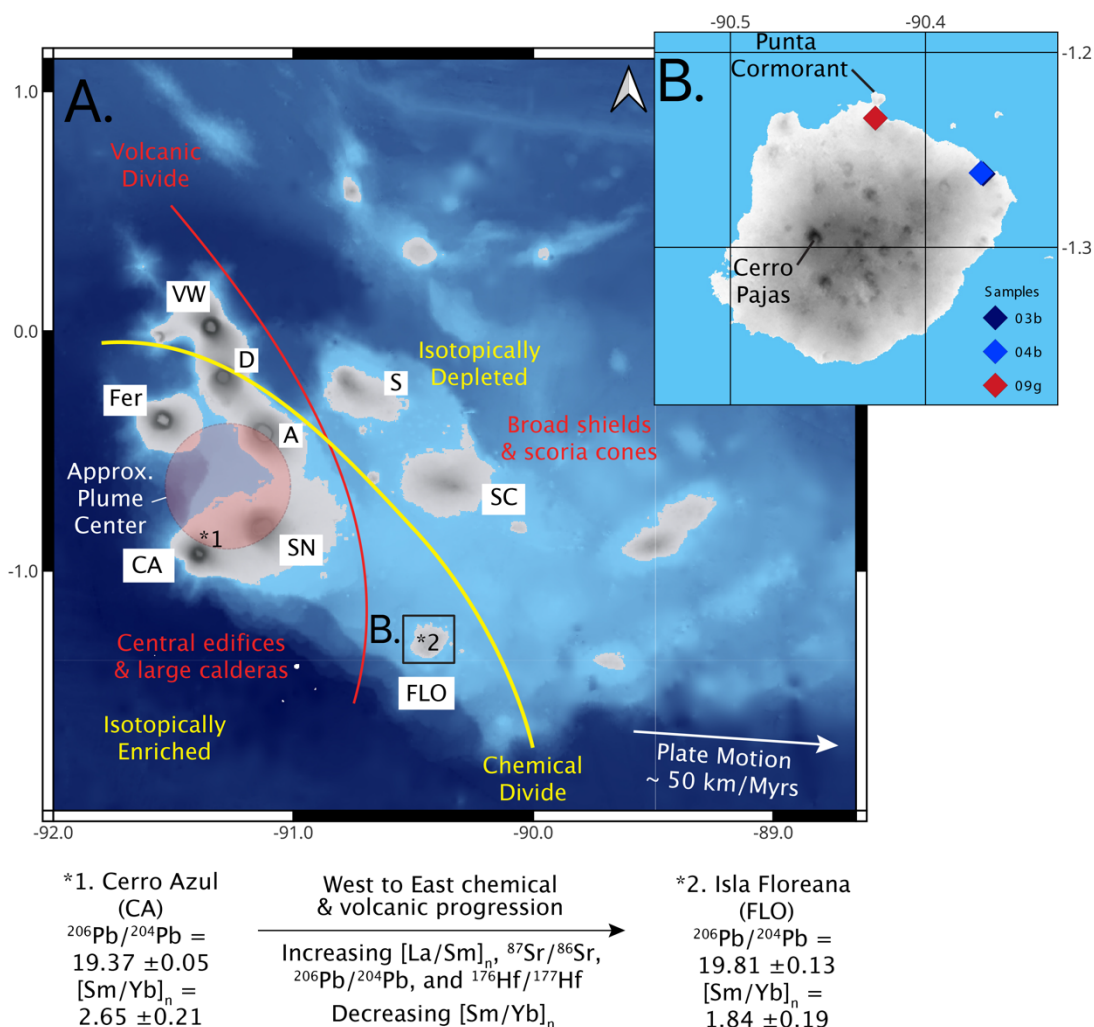 A.
1.0
0.0
-1.0
-92.0
-91.0
-90.0
-89.0
Volcanic
Divide
VW
D
Fer
A
S
SC
Approx.
Plume
Center
*1
CA
SN
Isotopically
Depleted
Broad shields
& scoria cones
Central edifices
& large calderas
Isotopically
Enriched
B.
*2
FLO
Chemical
Divide
Plate Motion
~ 50 km/Myrs
B.
-90.5
-90.4
-1.2
-1.3
Punta
Cormorant
Cerro
Pajas
Samples
03b
04b
09g
*1. Cerro Azul
(CA)
²⁰⁶Pb/²⁰⁴Pb =
19.37 ±0.05
[Sm/Yb]ₙ =
2.65 ±0.21
West to East chemical
& volcanic progression
Increasing [La/Sm]ₙ, ⁸⁷Sr/⁸⁶Sr,
²⁰⁶Pb/²⁰⁴Pb, and ¹⁷⁶Hf/¹⁷⁷Hf
Decreasing [Sm/Yb]ₙ
*2. Isla Floreana
(FLO)
²⁰⁶Pb/²⁰⁴Pb =
19.81 ±0.13
[Sm/Yb]ₙ =
1.84 ±0.19